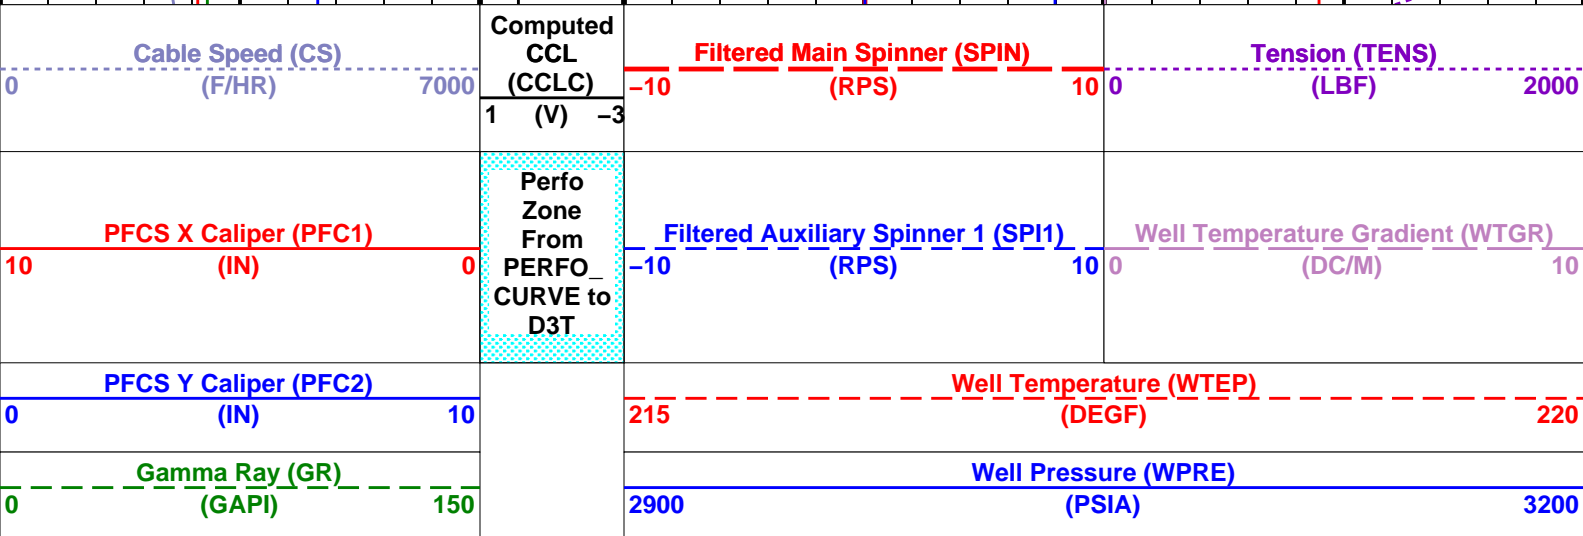 Cable Speed (CS)
0 (F/HR) 7000
Computed
CCL
(CCLC)
1 (V) −3
Filtered Main Spinner (SPIN)
−10 (RPS) 10
Tension (TENS)
0 (LBF) 2000
PFCS X Caliper (PFC1)
10 (IN) 0
Perfo
Zone
From
PERFO_
CURVE to
D3T
Filtered Auxiliary Spinner 1 (SPI1)
−10 (RPS) 10
Well Temperature Gradient (WTGR)
0 (DC/M) 10
PFCS Y Caliper (PFC2)
0 (IN) 10
Well Temperature (WTEP)
215 (DEGF) 220
Gamma Ray (GR)
0 (GAPI) 150
Well Pressure (WPRE)
2900 (PSIA) 3200